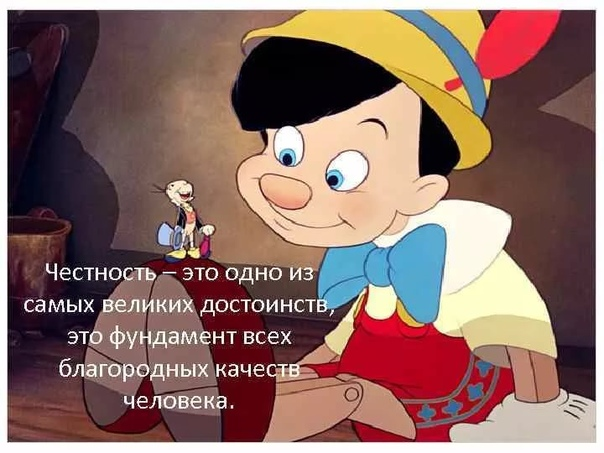 Честность – это одно из
самых великих достоинств,
это фундамент всех
благородных качеств
человека.